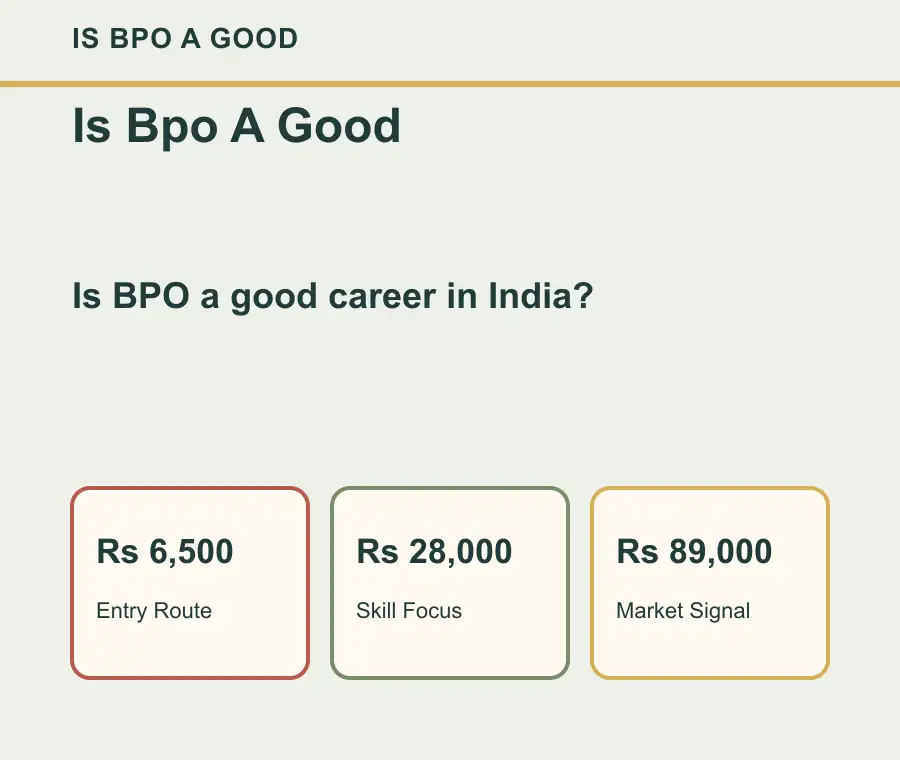 IS BPO A GOOD
Is Bpo A Good
Is BPO a good career in India?
Rs 6,500
Entry Route
Rs 28,000
Skill Focus
Rs 89,000
Market Signal